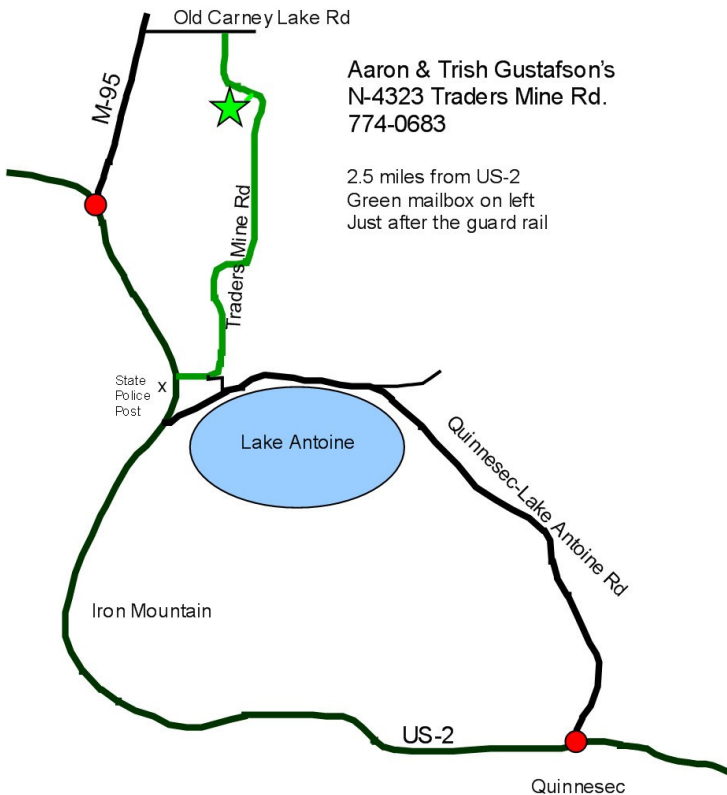 Old Carney Lake Rd
M-95
Aaron & Trish Gustafson's
N-4323 Traders Mine Rd.
774-0683
2.5 miles from US-2
Green mailbox on left
Just after the guard rail
Traders Mine Rd
State
Police
Post
x
Lake Antoine
Quinnesec-Lake Antoine Rd
Iron Mountain
US-2
Quinnesec